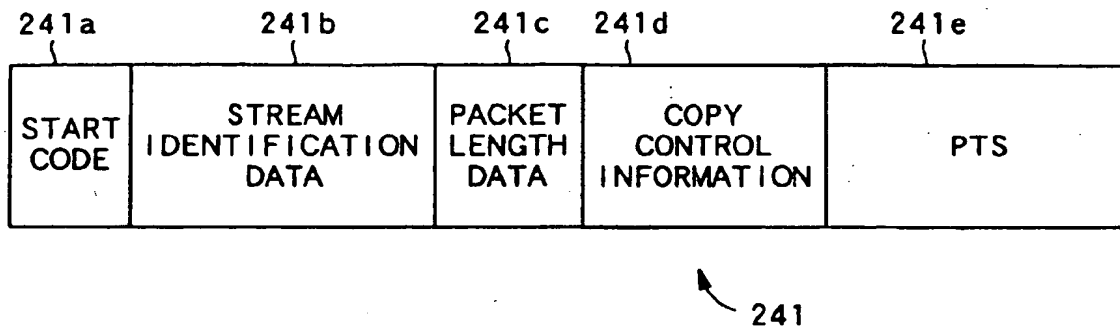 241a 241b 241c 241d 241e
START CODE
STREAM IDENTIFICATION DATA
PACKET LENGTH DATA
COPY CONTROL INFORMATION
PTS
241